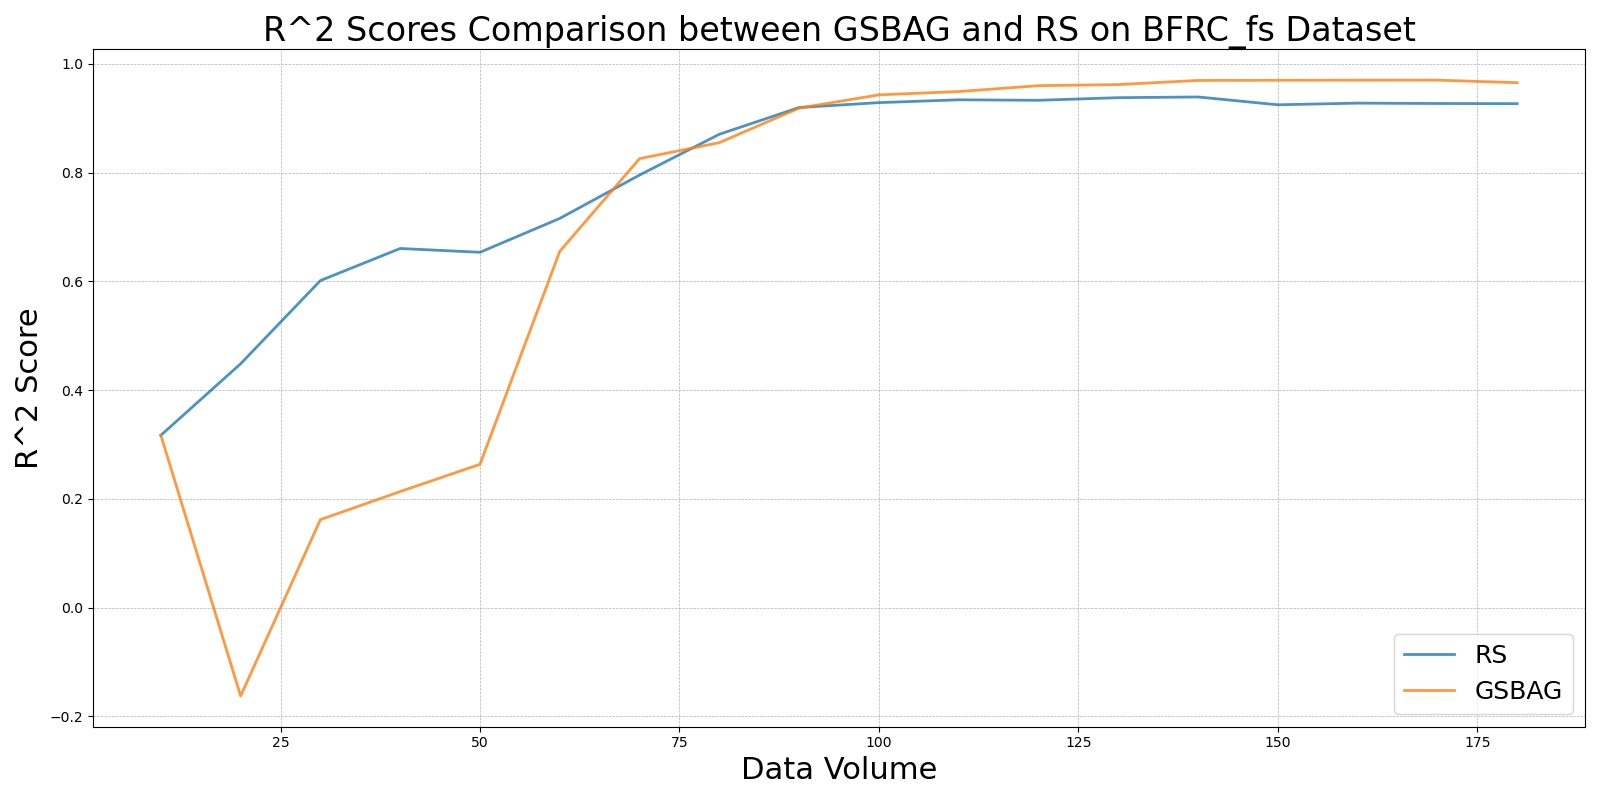 R^2 Scores Comparison between GSBAG and RS on BFRC_fs Dataset
R^2 Score
1.0
0.8
0.6
0.4
0.2
0.0
−0.2
25
50
75
100
125
150
175
Data Volume
RS
GSBAG